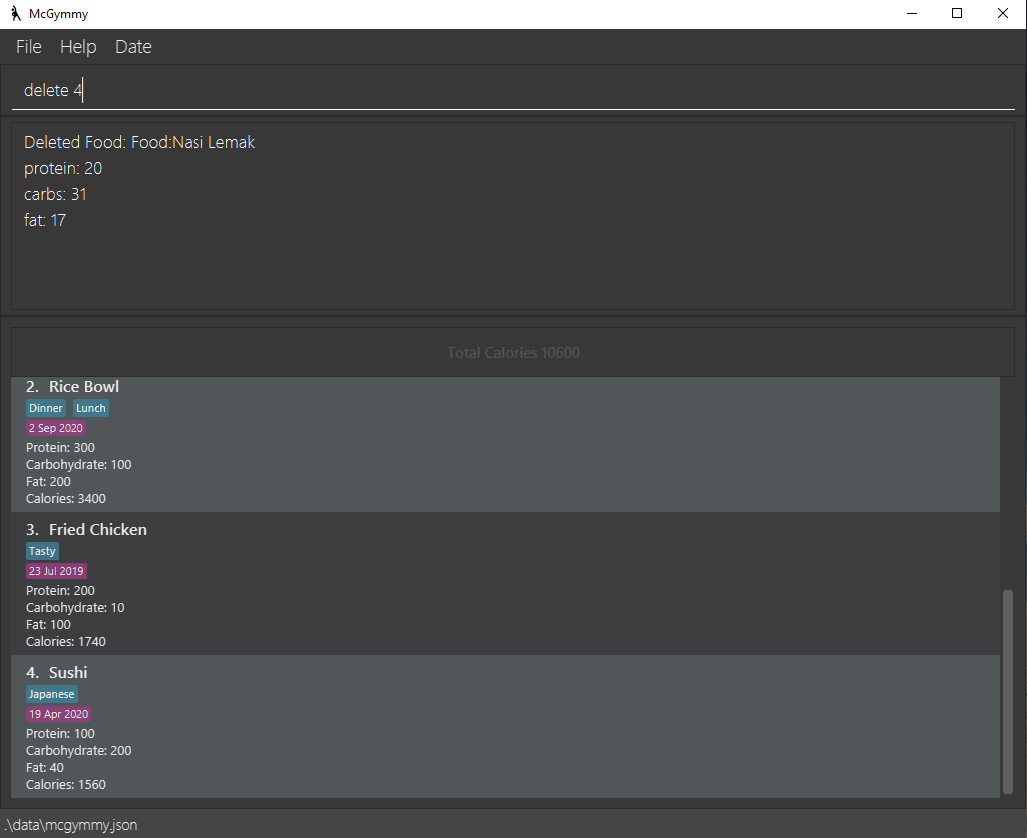 McGymmy
File Help Date
delete 4
Deleted Food: Food:Nasi Lemak
protein: 20
carbs: 31
fat: 17
Total Calories 10600
2. Rice Bowl
Dinner Lunch
2 Sep 2020
Protein: 300
Carbohydrate: 100
Fat: 200
Calories: 3400
3. Fried Chicken
Tasty
23 Jul 2019
Protein: 200
Carbohydrate: 10
Fat: 100
Calories: 1740
4. Sushi
Japanese
19 Apr 2020
Protein: 100
Carbohydrate: 200
Fat: 40
Calories: 1560
.\data\mcgymmy.json